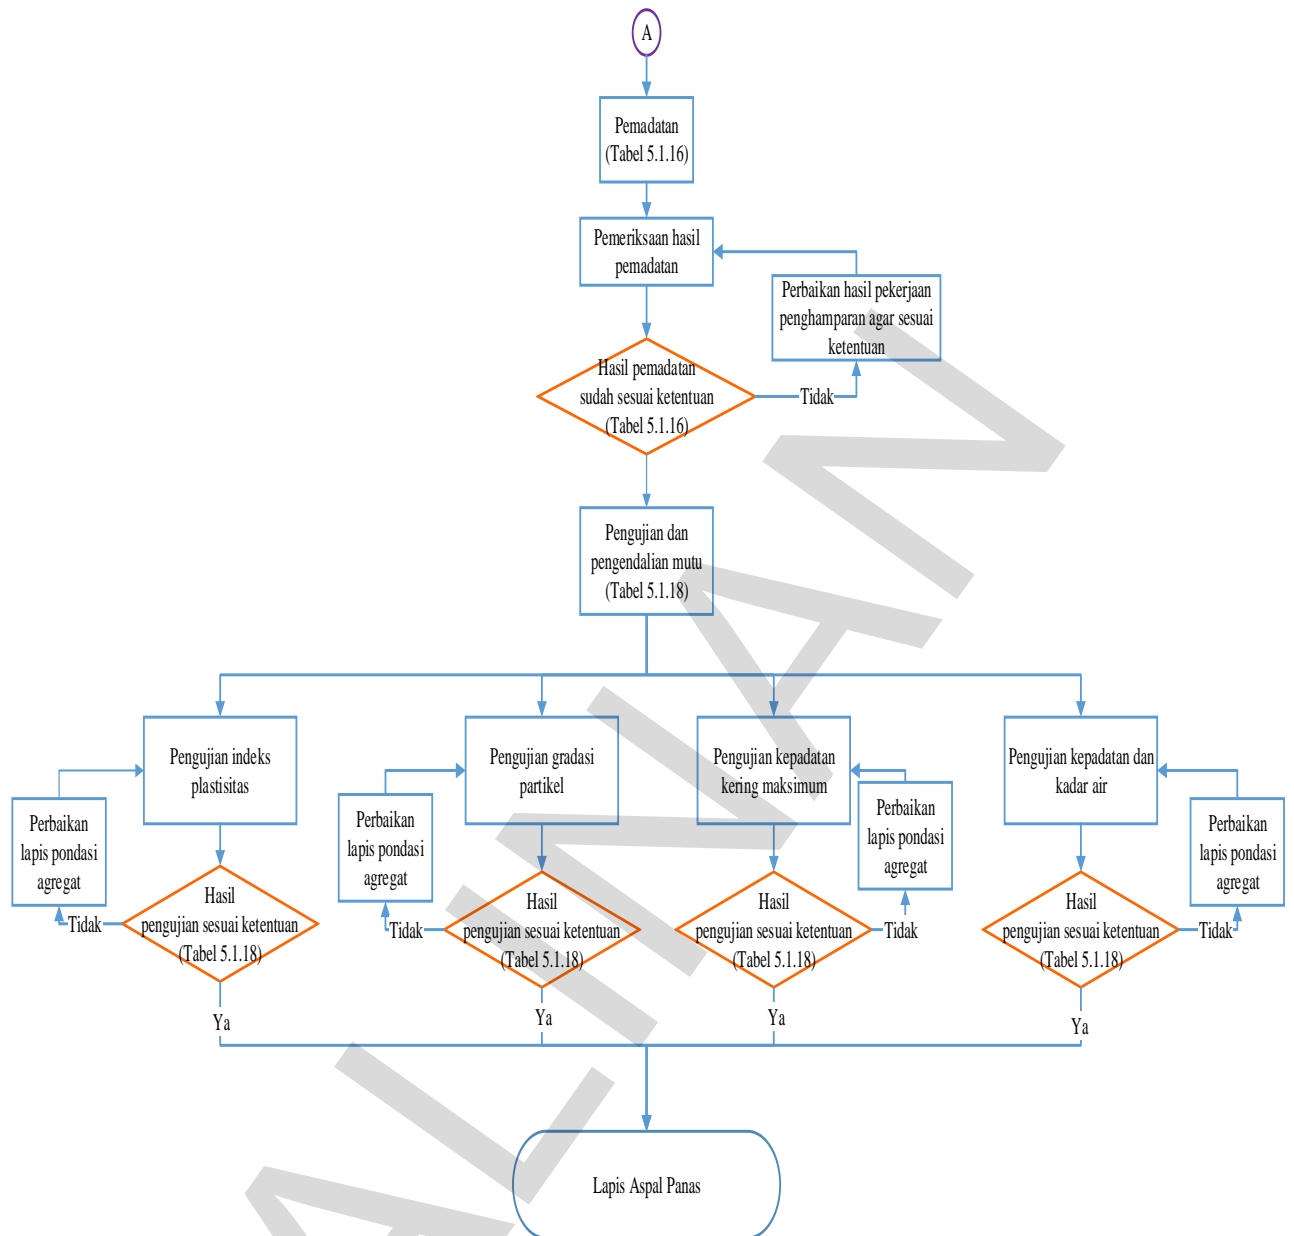 A
Pemadatan
(Tabel 5.1.16)
Pemeriksaan hasil
pemadatan
Perbaikan hasil pekerjaan
penghamparan agar sesuai
ketentuan
Hasil pemadatan
sudah sesuai ketentuan
(Tabel 5.1.16)
Tidak
Pengujian dan
pengendalian mutu
(Tabel 5.1.18)
Pengujian indeks
plastisitas
Perbaikan
lapis pondasi
agregat
Hasil
pengujian sesuai ketentuan
(Tabel 5.1.18)
Tidak
Ya
Pengujian gradasi
partikel
Perbaikan
lapis pondasi
agregat
Hasil
pengujian sesuai ketentuan
(Tabel 5.1.18)
Tidak
Ya
Pengujian kepadatan
kering maksimum
Perbaikan
lapis pondasi
agregat
Hasil
pengujian sesuai ketentuan
(Tabel 5.1.18)
Tidak
Ya
Pengujian kepadatan dan
kadar air
Perbaikan
lapis pondasi
agregat
Hasil
pengujian sesuai ketentuan
(Tabel 5.1.18)
Tidak
Ya
Lapis Aspal Panas